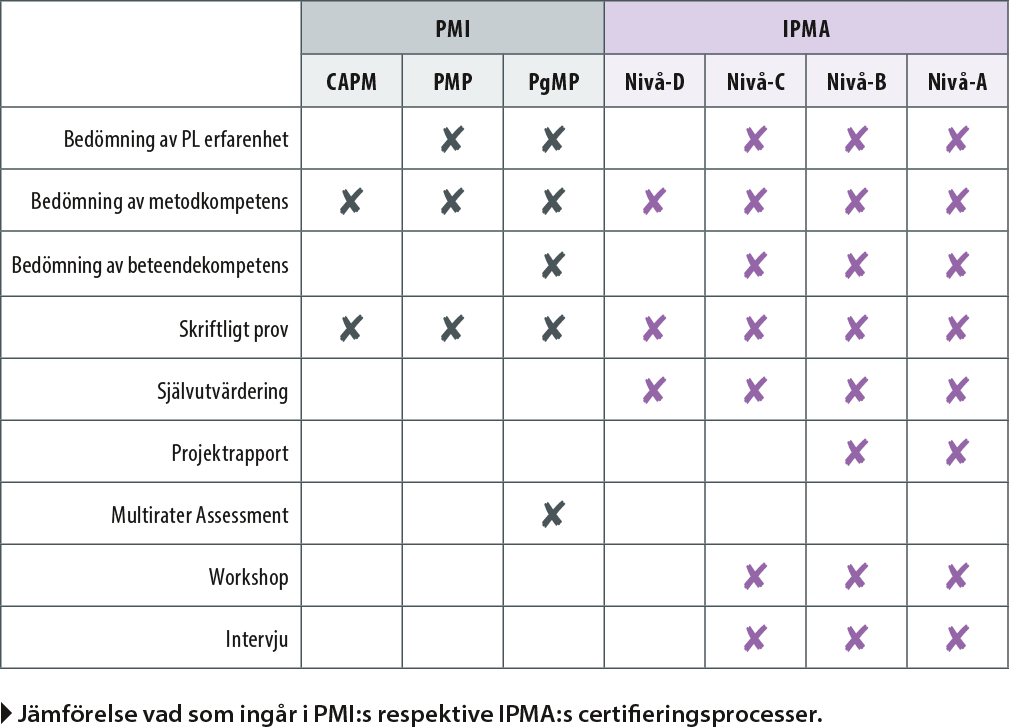 PMI IPMA
CAPM PMP PgMP Nivå-D Nivå-C Nivå-B Nivå-A
Bedömning av PL erfarenhet ✘ ✘ ✘ ✘ ✘
Bedömning av metodkompetens ✘ ✘ ✘ ✘ ✘ ✘ ✘
Bedömning av beteendekompetens ✘ ✘ ✘ ✘
Skriftligt prov ✘ ✘ ✘ ✘ ✘ ✘ ✘
Självutvärdering ✘ ✘ ✘ ✘
Projektrapport ✘ ✘
Multirater Assessment ✘
Workshop ✘ ✘ ✘
Intervju ✘ ✘ ✘
Jämförelse vad som ingår i PMI:s respektive IPMA:s certifieringsprocesser.